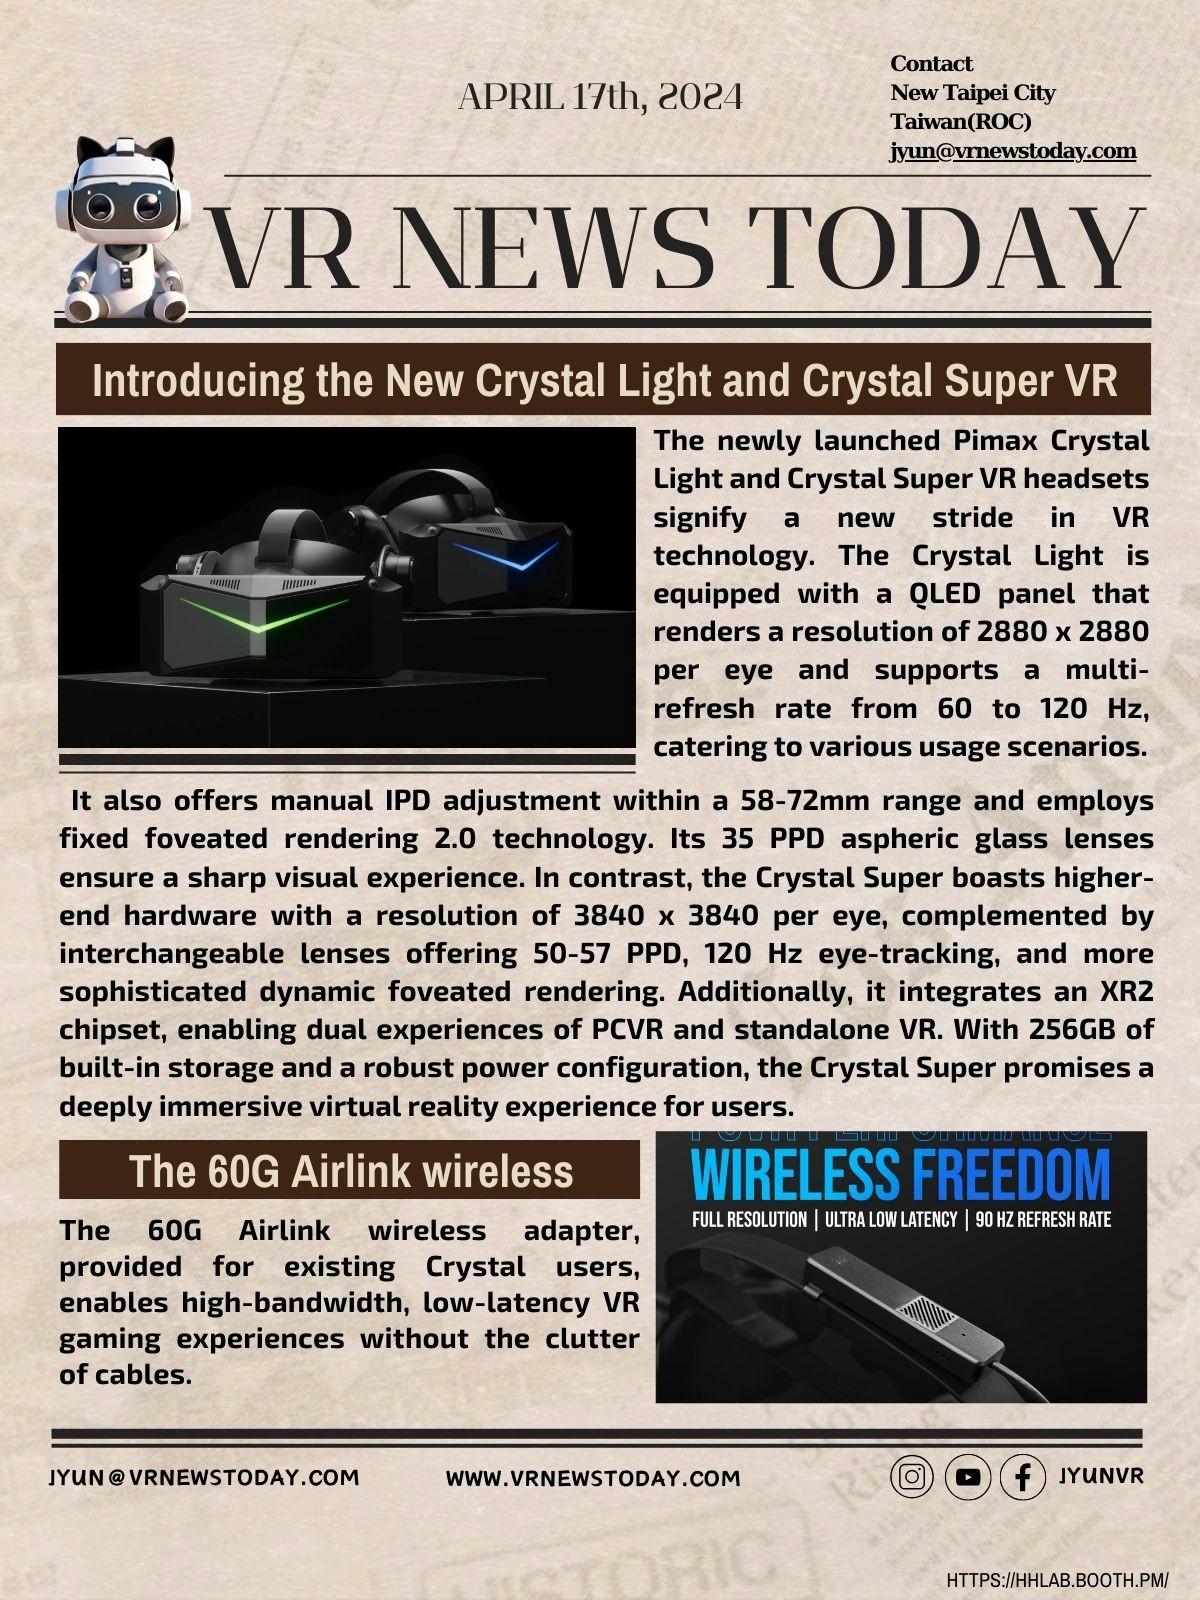 APRIL 17th, 2024
Contact
New Taipei City
Taiwan(ROC)
jyun@vrnewstoday.com
VR NEWS TODAY
Introducing the New Crystal Light and Crystal Super VR
The newly launched Pimax Crystal
Light and Crystal Super VR headsets
signify a new stride in VR
technology. The Crystal Light is
equipped with a QLED panel that
renders a resolution of 2880 x 2880
per eye and supports a multi-
refresh rate from 60 to 120 Hz,
catering to various usage scenarios.
It also offers manual IPD adjustment within a 58-72mm range and employs
fixed foveated rendering 2.0 technology. Its 35 PPD aspheric glass lenses
ensure a sharp visual experience. In contrast, the Crystal Super boasts higher-
end hardware with a resolution of 3840 x 3840 per eye, complemented by
interchangeable lenses offering 50-57 PPD, 120 Hz eye-tracking, and more
sophisticated dynamic foveated rendering. Additionally, it integrates an XR2
chipset, enabling dual experiences of PCVR and standalone VR. With 256GB of
built-in storage and a robust power configuration, the Crystal Super promises a
deeply immersive virtual reality experience for users.
The 60G Airlink wireless
The 60G Airlink wireless adapter,
provided for existing Crystal users,
enables high-bandwidth, low-latency VR
gaming experiences without the clutter
of cables.
PCVR PERFORMANCE
WIRELESS FREEDOM
FULL RESOLUTION | ULTRA LOW LATENCY | 90 HZ REFRESH RATE
JYUN@VRNEWSTODAY.COM
WWW.VRNEWSTODAY.COM
JYUNVR
HTTPS://HHLAB.BOOTH.PM/